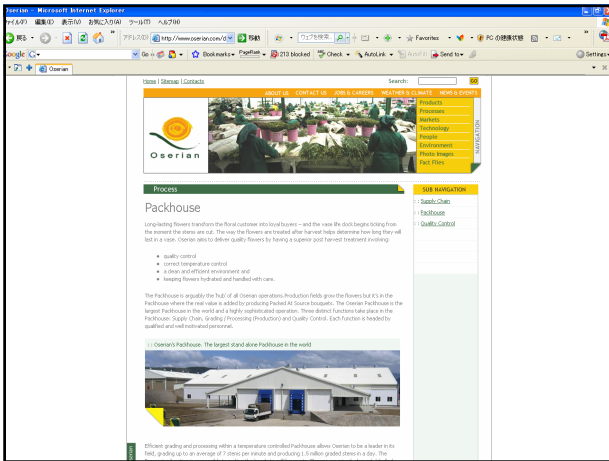 Oserian - Microsoft Internet Explorer
ファイル(F) 編集(E) 表示(V) お気に入り(A) ツール(T) ヘルプ(H)
戻る アドレス(D) http://www.oserian.com/d 移動 ウェブを検索 Favorites PC の健康状態
Google G Go Bookmarks PageRank 213 blocked Check AutoLink AutoFill Send to Settings
Oserian
Home | Sitemap | Contacts Search: GO
ABOUT US CONTACT US JOBS & CAREERS WEATHER & CLIMATE NEWS & EVENTS
Products
Processes
Markets
Technology
People
Environment
Photo Images
Fact Files
NAVIGATION
Oserian
Process
SUB NAVIGATION
: : Supply Chain
: : Packhouse
: : Quality Control
Packhouse
Long-lasting flowers transform the floral customer into loyal buyers – and the vase life clock begins ticking from
the moment the stems are cut. The way the flowers are treated after harvest helps determine how long they will
last in a vase. Oserian aims to deliver quality flowers by having a superior post harvest treatment involving:
quality control
correct temperature control
a clean and efficient environment and
keeping flowers hydrated and handled with care.
The Packhouse is arguably the 'hub' of all Oserian operations.Production fields grow the flowers but it's in the
Packhouse where the real value is added by producing Packed At Source bouquets. The Oserian Packhouse is the
largest Packhouse in the world and a highly sophisticated operation. Three distinct functions take place in the
Packhouse: Supply Chain, Grading / Processing (Production) and Quality Control. Each function is headed by
qualified and well motivated personnel.
: : Oserian's Packhouse. The largest stand alone Packhouse in the world
Efficient grading and processing within a temperature controlled Packhouse allows Oserian to be a leader in its
field, grading up to an average of 7 stems per minute and producing 1.5 million graded stems in a day. The